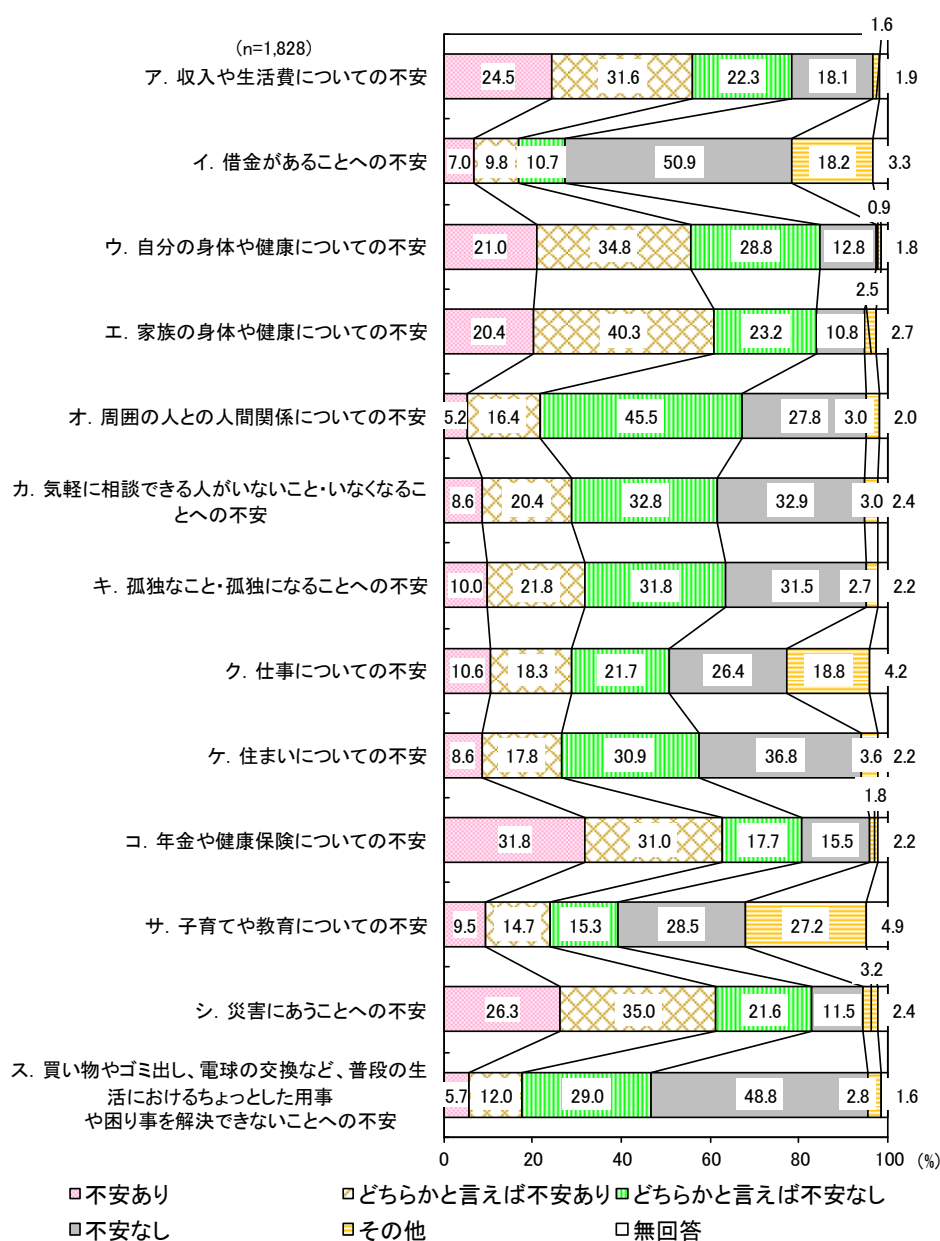 1.6
(n=1,828)
ア. 収入や生活費についての不安
24.5 31.6 22.3 18.1 1.9
イ. 借金があることへの不安
7.0 9.8 10.7 50.9 18.2 3.3
0.9
ウ. 自分の身体や健康についての不安
21.0 34.8 28.8 12.8 1.8
2.5
エ. 家族の身体や健康についての不安
20.4 40.3 23.2 10.8 2.7
オ. 周囲の人との人間関係についての不安
5.2 16.4 45.5 27.8 3.0 2.0
カ. 気軽に相談できる人がいないこと・いなくなるこ
とへの不安
8.6 20.4 32.8 32.9 3.0 2.4
キ. 孤独なこと・孤独になることへの不安
10.0 21.8 31.8 31.5 2.7 2.2
ク. 仕事についての不安
10.6 18.3 21.7 26.4 18.8 4.2
ケ. 住まいについての不安
8.6 17.8 30.9 36.8 3.6 2.2
1.8
コ. 年金や健康保険についての不安
31.8 31.0 17.7 15.5 2.2
サ. 子育てや教育についての不安
9.5 14.7 15.3 28.5 27.2 4.9
3.2
シ. 災害にあうことへの不安
26.3 35.0 21.6 11.5 2.4
ス. 買い物やゴミ出し、電球の交換など、普段の生
活におけるちょっとした用事
や困り事を解決できないことへの不安
5.7 12.0 29.0 48.8 2.8 1.6
0 20 40 60 80 100 (%)
不安あり どちらかと言えば不安あり どちらかと言えば不安なし
不安なし その他 無回答